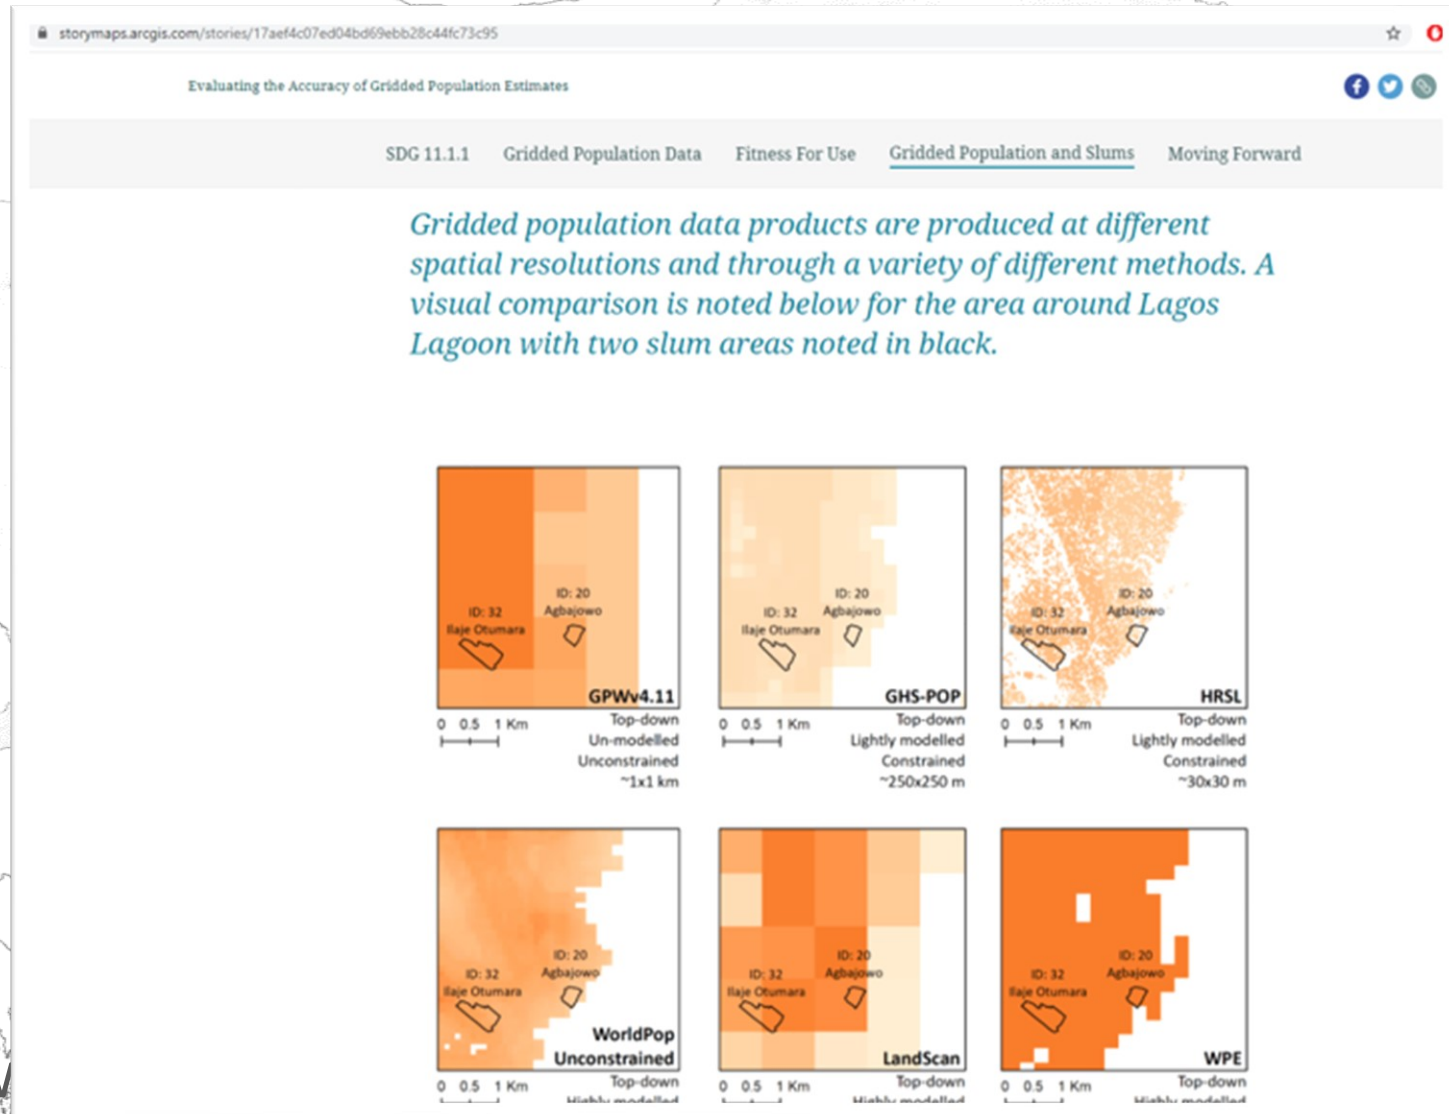 storymaps.arcgis.com/stories/17aef4c07ed04bd69ebb28c44fc73c95
Evaluating the Accuracy of Gridded Population Estimates
SDG 11.1.1 Gridded Population Data Fitness For Use Gridded Population and Slums Moving Forward
Gridded population data products are produced at different
spatial resolutions and through a variety of different methods. A
visual comparison is noted below for the area around Lagos
Lagoon with two slum areas noted in black.
ID: 32
Ilaje Otumara
ID: 20
Agbajowo
GPWv4.11
0 0.5 1 Km
Top-down
Un-modelled
Unconstrained
~1x1 km
ID: 32
Ilaje Otumara
ID: 20
Agbajowo
GHS-POP
0 0.5 1 Km
Top-down
Lightly modelled
Constrained
~250x250 m
ID: 32
Ilaje Otumara
ID: 20
Agbajowo
HRSL
0 0.5 1 Km
Top-down
Lightly modelled
Constrained
~30x30 m
ID: 32
Ilaje Otumara
ID: 20
Agbajowo
WorldPop
Unconstrained
0 0.5 1 Km
Top-down
Highly modelled
ID: 32
Ilaje Otumara
ID: 20
Agbajowo
LandScan
0 0.5 1 Km
Top-down
Highly modelled
ID: 32
Ilaje Otumara
ID: 20
Agbajowo
WPE
0 0.5 1 Km
Top-down
Highly modelled